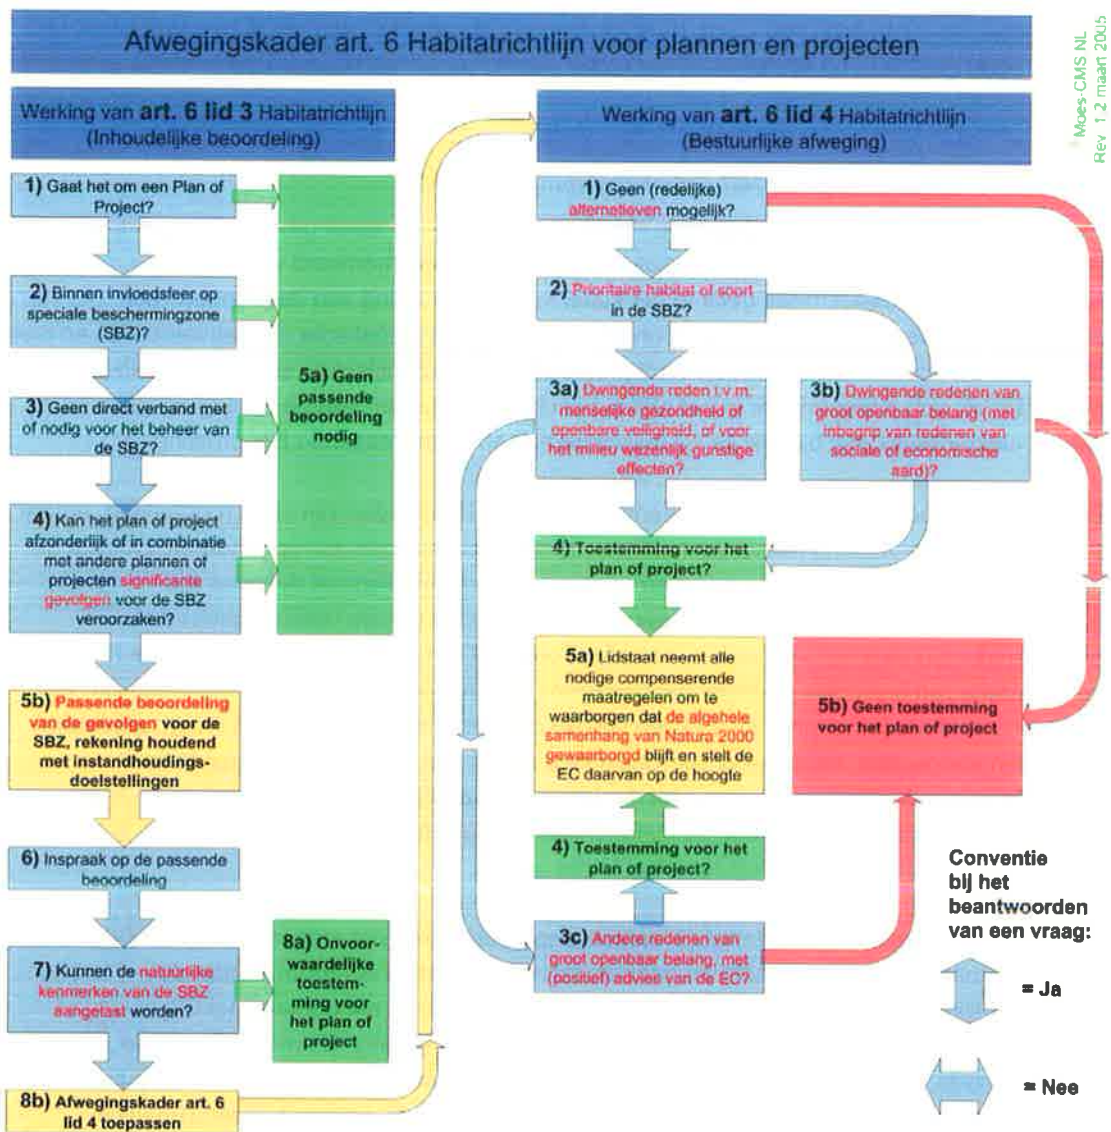 Afwegingskader art. 6 Habitatrichtlijn voor plannen en projecten
Moes-CMS NL
Rev 1.2 maart 2005
Werking van art. 6 lid 3 Habitatrichtlijn
(Inhoudelijke beoordeling)
1) Gaat het om een Plan of
Project?
2) Binnen invloedsfeer op
speciale beschermingzone
(SBZ)?
3) Geen direct verband met
of nodig voor het beheer van
de SBZ?
4) Kan het plan of project
afzonderlijk of in combinatie
met andere plannen of
projecten significante
gevolgen voor de SBZ
veroorzaken?
5a) Geen
passende
beoordeling
nodig
5b) Passende beoordeling
van de gevolgen voor de
SBZ, rekening houdend
met instandhoudings-
doelstellingen
6) Inspraak op de passende
beoordeling
7) Kunnen de natuurlijke
kenmerken van de SBZ
aangetast worden?
8a) Onvoor-
waardelijke
toestem-
ming voor
het plan of
project
8b) Afwegingskader art. 6
lid 4 toepassen
Werking van art. 6 lid 4 Habitatrichtlijn
(Bestuurlijke afweging)
1) Geen (redelijke)
alternatieven mogelijk?
2) Prioritaire habitat of soort
in de SBZ?
3a) Dwingende reden i.v.m.
menselijke gezondheid of
openbare veiligheid, of voor
het milieu wezenlijk gunstige
effecten?
3b) Dwingende redenen van
groot openbaar belang (met
inbegrip van redenen van
sociale of economische
aard)?
4) Toestemming voor het
plan of project?
5a) Lidstaat neemt alle
nodige compenserende
maatregelen om te
waarborgen dat de algehele
samenhang van Natura 2000
gewaarborgd blijft en stelt de
EC daarvan op de hoogte
5b) Geen toestemming
voor het plan of project
4) Toestemming voor het
plan of project?
3c) Andere redenen van
groot openbaar belang, met
(positief) advies van de EC?
Conventie
bij het
beantwoorden
van een vraag:
= Ja
= Nee